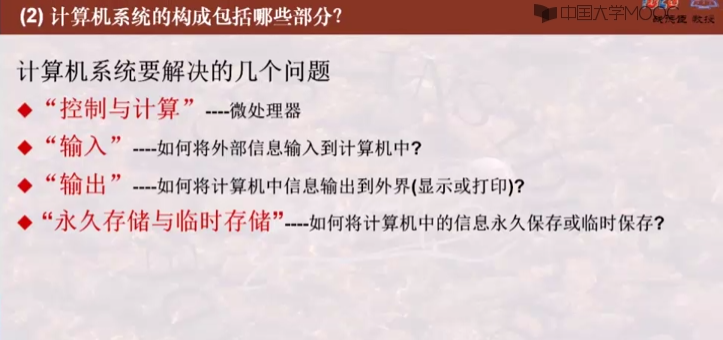 (2) 计算机系统的构成包括哪些部分?
中国大学MOOC
教授
计算机系统要解决的几个问题
◆ “控制与计算” ----微处理器
◆ “输入” ----如何将外部信息输入到计算机中?
◆ “输出” ----如何将计算机中信息输出到外界(显示或打印)?
◆ “永久存储与临时存储”----如何将计算机中的信息永久保存或临时保存?